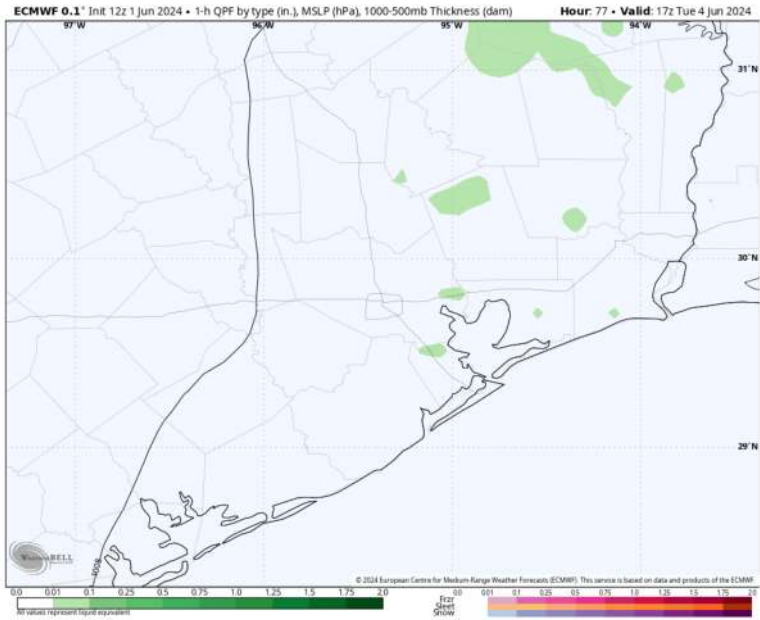 ECMWF 0.1° Init 12z 1 Jun 2024 • 1-h QPF by type (in.), MSLP (hPa), 1000-500mb Thickness (dam) Hour: 77 • Valid: 17z Tue 4 Jun 2024
97°W 96°W 95°W 94°W
31°N
30°N
29°N
1008
WeatherBELL
© 2024 European Centre for Medium-Range Weather Forecasts (ECMWF). This service is based on data and products of the ECMWF
0.0 0.01 0.1 0.25 0.5 0.75 1.0 1.25 1.5 1.75 2.0 0.0 0.01 0.1 0.25 0.5 0.75 1.0 1.25 1.5 1.75 2.0
All values represent liquid equivalent
Frzr
Sleet
Snow